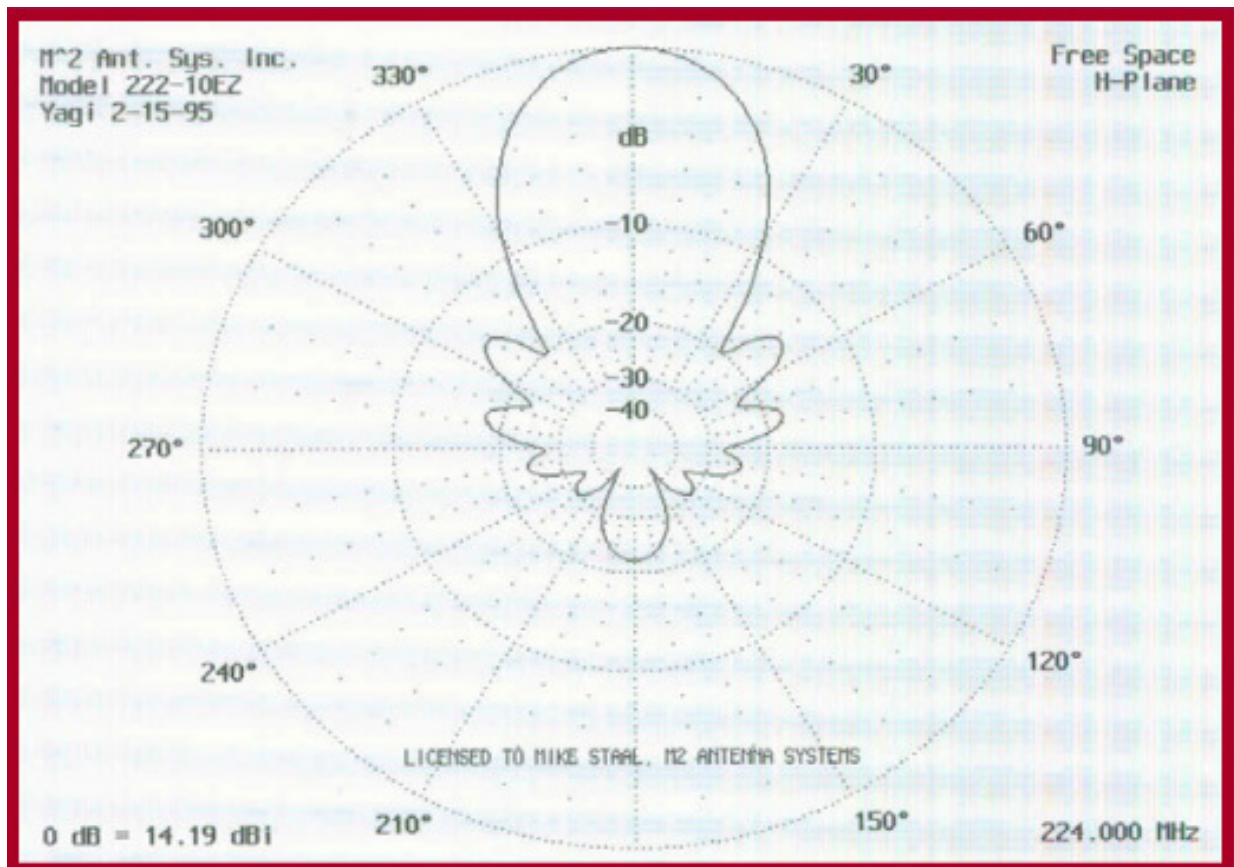 M^2 Ant. Sys. Inc.
Model 222-10EZ
Yagi 2-15-95
Free Space
H-Plane
330°
30°
dB
-10
300°
60°
-20
-30
-40
270°
90°
240°
120°
LICENSED TO MIKE STAAL, M2 ANTENNA SYSTEMS
210°
150°
0 dB = 14.19 dBi
224.000 MHz